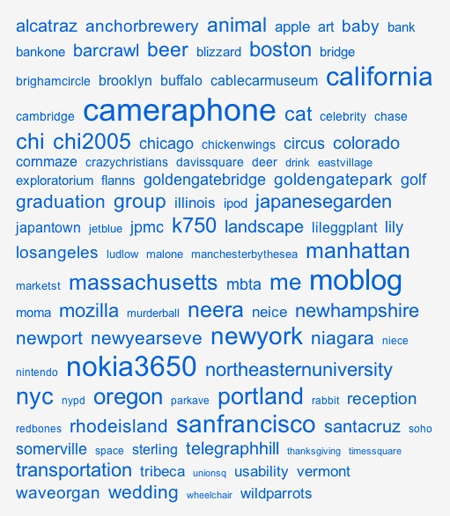 alcatraz anchorbrewery animal apple art baby bank
bankone barcrawl beer blizzard boston bridge
brighamcircle brooklyn buffalo cablecarmuseum california
cambridge cameraphone cat celebrity chase
chi chi2005 chicago chickenwings circus colorado
cornmaze crazychristians davissquare deer drink eastvillage
exploratorium flanns goldengatebridge goldengatepark golf
graduation group illinois ipod japanesegarden
japantown jetblue jpmc k750 landscape lileggplant lily
losangeles ludlow malone manchesterbythesea manhattan
marketst massachusetts mbta me moblog
moma mozilla murderball neera neice newhampshire
newport newyearseve newyork niagara niece
nintendo nokia3650 northeasternuniversity
nyc nypd oregon parkave portland rabbit reception
redbones rhodeisland sanfrancisco santacruz soho
somerville space sterling telegraphhill thanksgiving timessquare
transportation tribeca unionsq usability vermont
waveorgan wedding wheelchair wildparrots